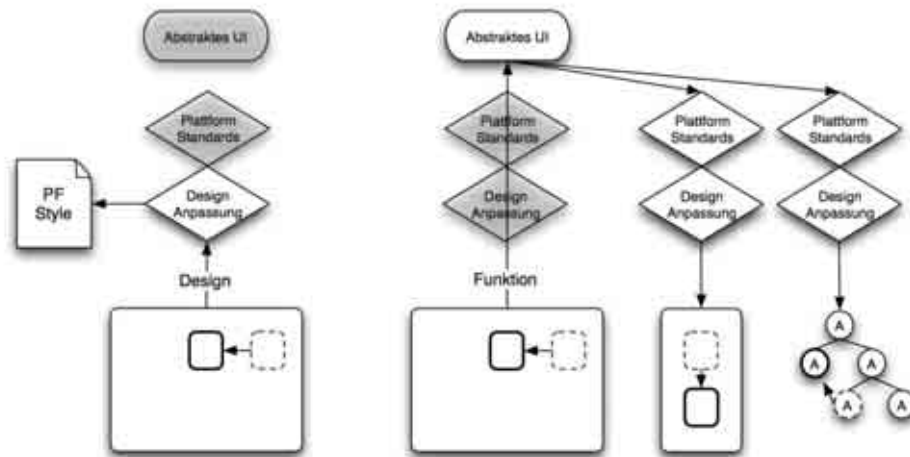 Abstraktes UI
Plattform
Standards
Design
Anpassung
PF
Style
Design
Abstraktes UI
Plattform
Standards
Design
Anpassung
Funktion
Plattform
Standards
Design
Anpassung
Plattform
Standards
Design
Anpassung
A
A
A
A
A